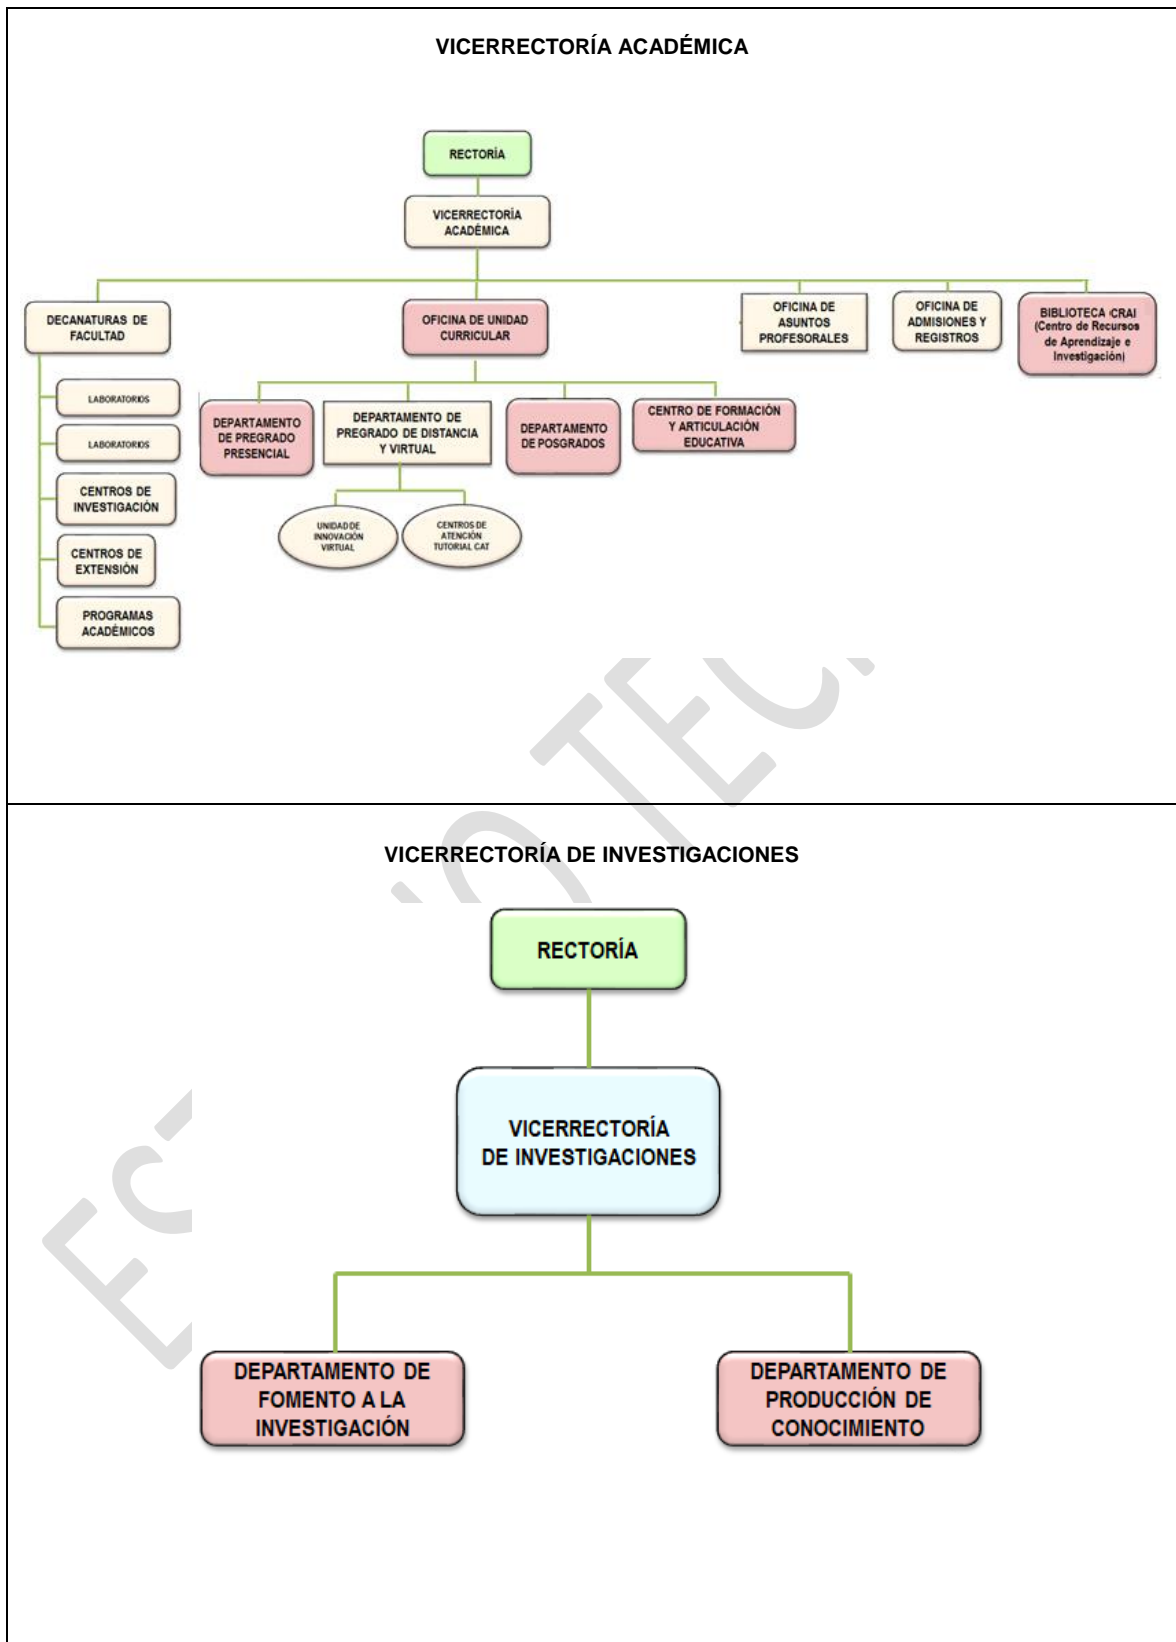 VICERRECTORÍA ACADÉMICA
RECTORÍA
VICERRECTORÍA
ACADÉMICA
DECANATURAS DE
FACULTAD
OFICINA DE UNIDAD
CURRICULAR
OFICINA DE
ASUNTOS
PROFESORALES
OFICINA DE
ADMISIONES Y
REGISTROS
BIBLIOTECA (CRAI
(Centro de Recursos
de Aprendizaje e
Investigación)
LABORATORIOS
LABORATORIOS
CENTROS DE
INVESTIGACIÓN
CENTROS DE
EXTENSIÓN
PROGRAMAS
ACADÉMICOS
DEPARTAMENTO
DE PREGRADO
PRESENCIAL
DEPARTAMENTO DE
PREGRADO DE DISTANCIA
Y VIRTUAL
DEPARTAMENTO
DE POSGRADOS
CENTRO DE FORMACIÓN
Y ARTICULACIÓN
EDUCATIVA
UNIDAD DE
INNOVACIÓN
VIRTUAL
CENTROS DE
ATENCIÓN
TUTORIAL CAT
VICERRECTORÍA DE INVESTIGACIONES
RECTORÍA
VICERRECTORÍA
DE INVESTIGACIONES
DEPARTAMENTO DE
FOMENTO A LA
INVESTIGACIÓN
DEPARTAMENTO DE
PRODUCCIÓN DE
CONOCIMIENTO